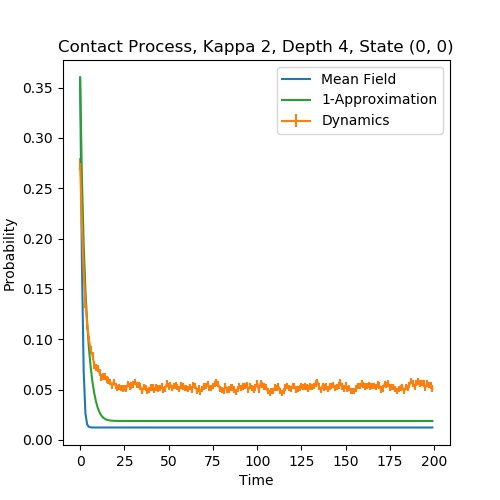 Contact Process, Kappa 2, Depth 4, State (0, 0)
Mean Field
1-Approximation
Dynamics
Probability
0.35
0.30
0.25
0.20
0.15
0.10
0.05
0.00
0 25 50 75 100 125 150 175 200
Time